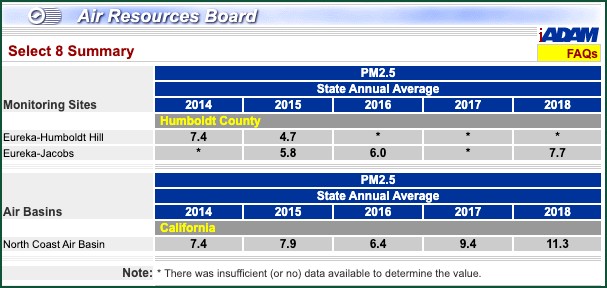 Air Resources Board
iADAM
Select 8 Summary
FAQs
PM2.5
State Annual Average
Monitoring Sites 2014 2015 2016 2017 2018
Humboldt County
Eureka-Humboldt Hill 7.4 4.7 * * *
Eureka-Jacobs * 5.8 6.0 * 7.7
PM2.5
State Annual Average
Air Basins 2014 2015 2016 2017 2018
California
North Coast Air Basin 7.4 7.9 6.4 9.4 11.3
Note: * There was insufficient (or no) data available to determine the value.